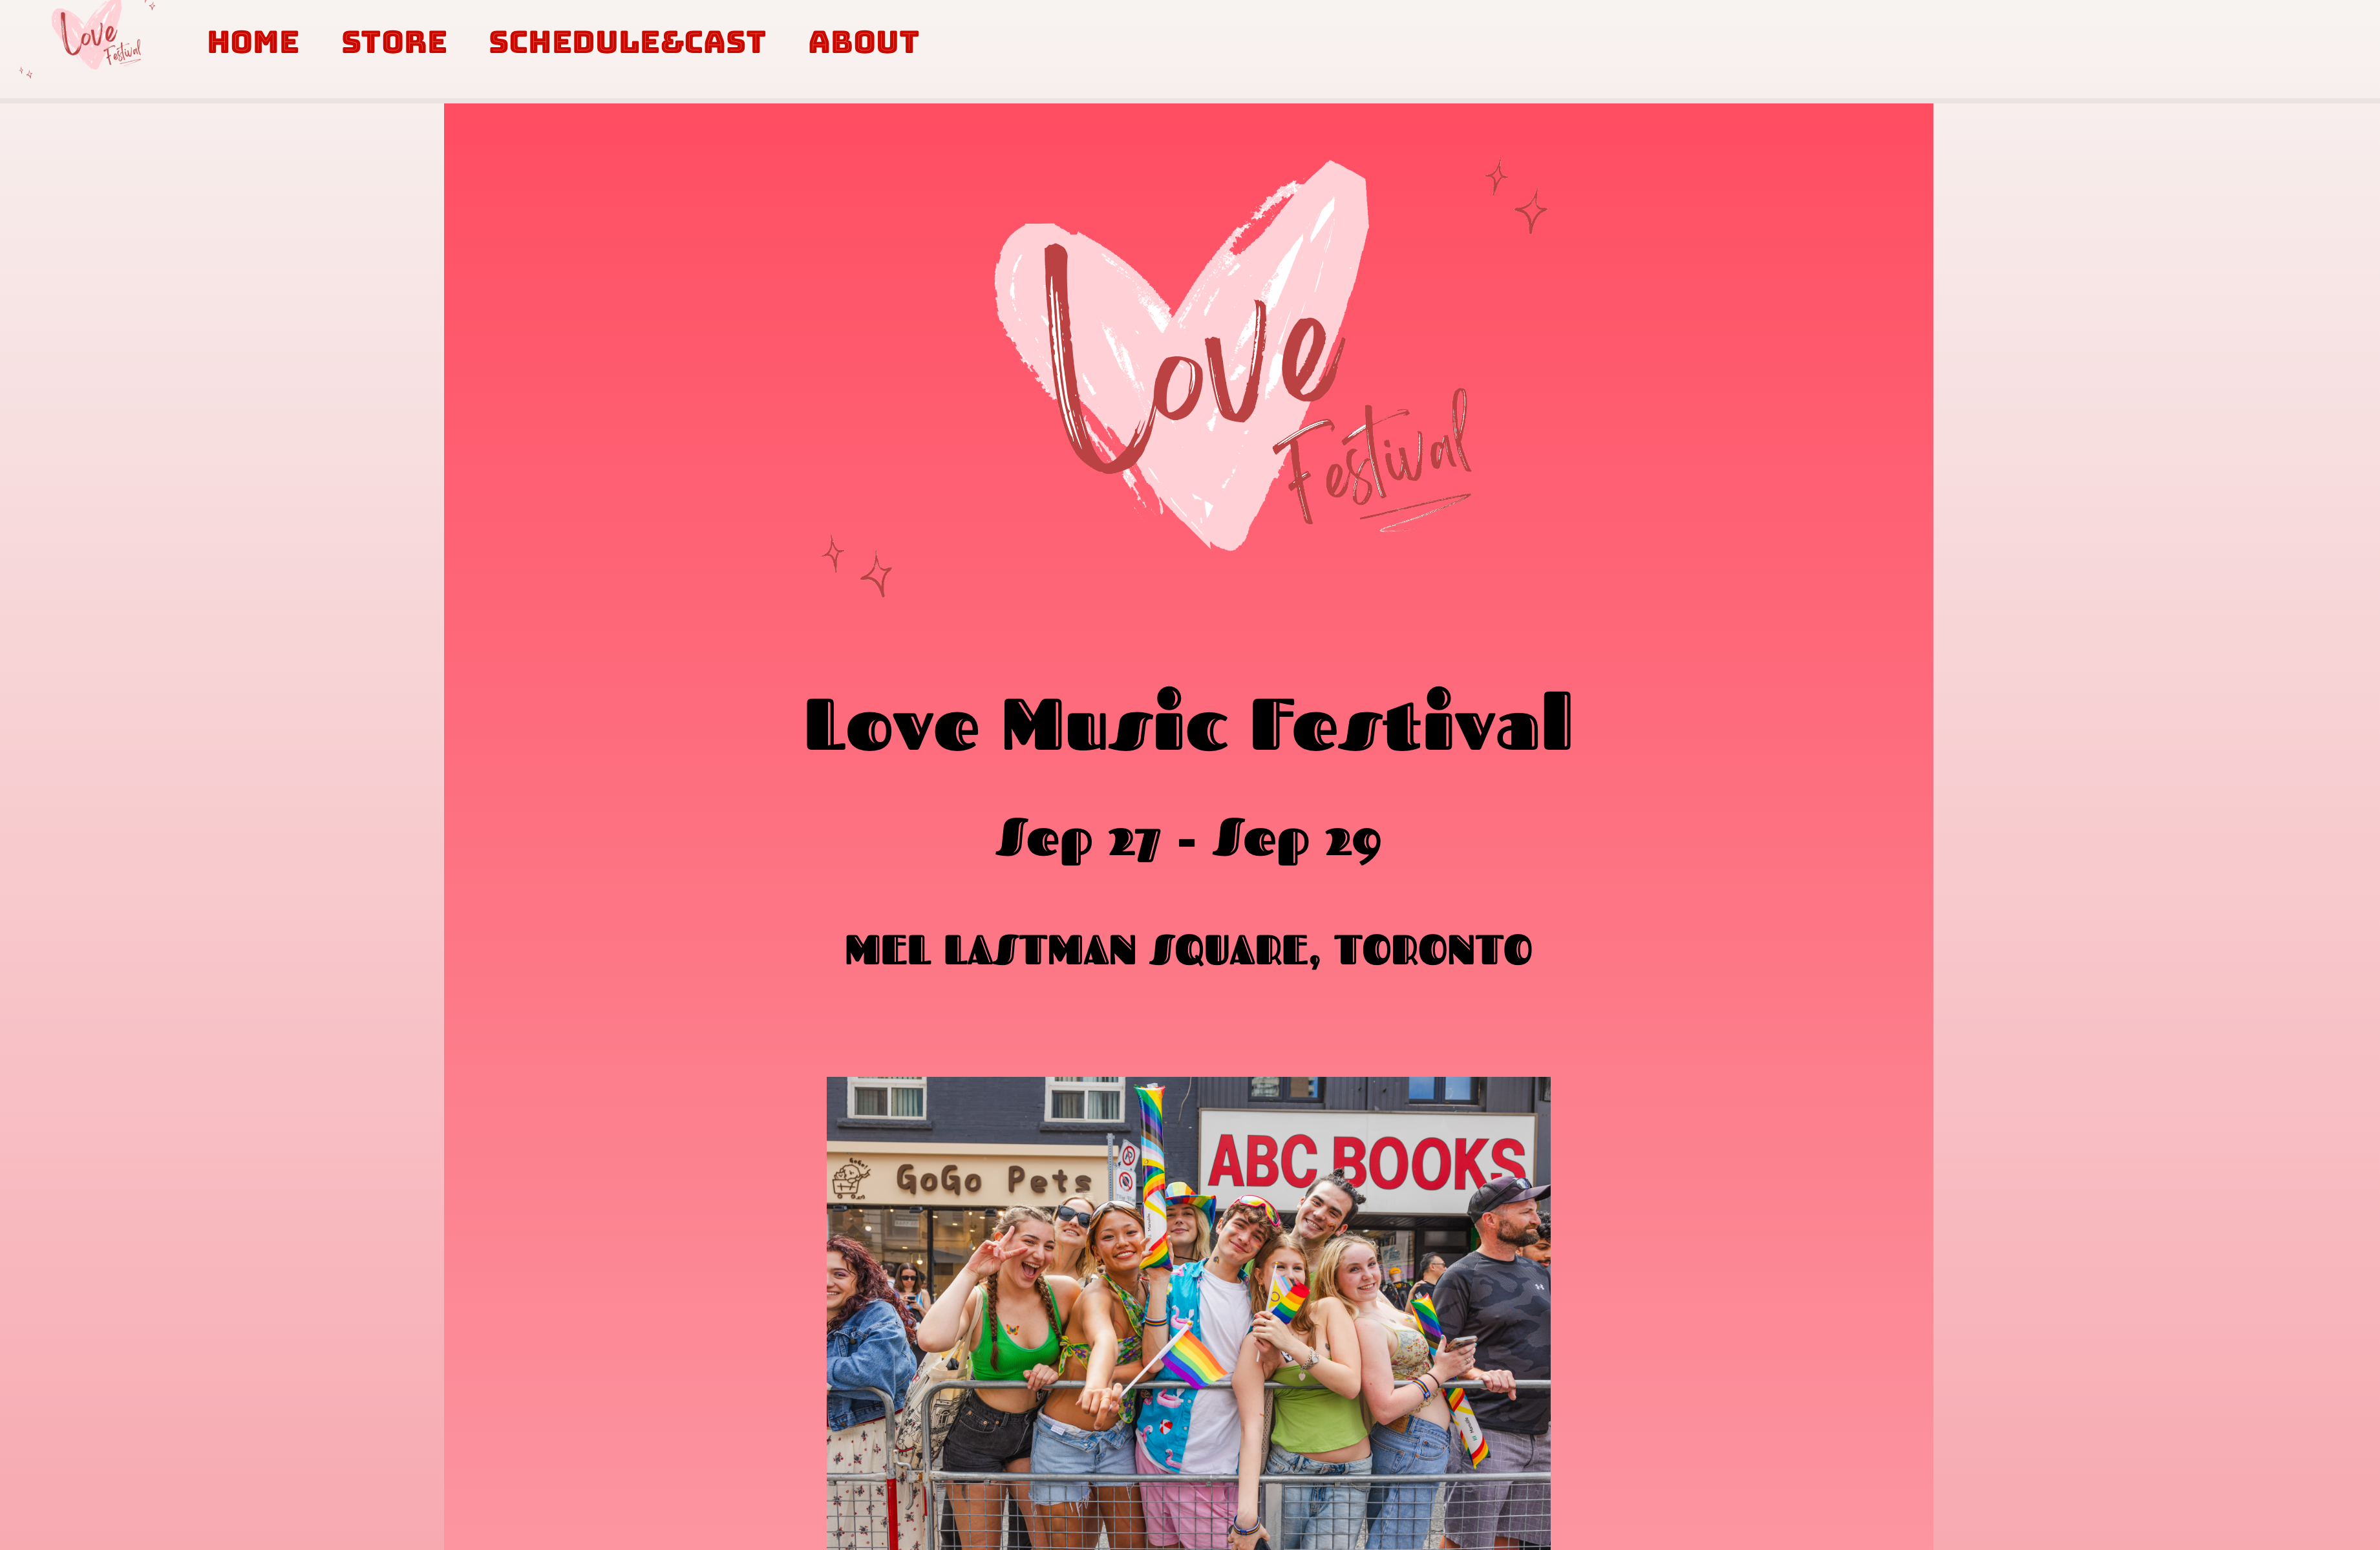 Love
Festival
HOME STORE SCHEDULE&CAST ABOUT
Love
Festival
Love Music Festival
Sep 27 - Sep 29
MEL LASTMAN SQUARE, TORONTO
GoGo Pets
ABC BOOKS